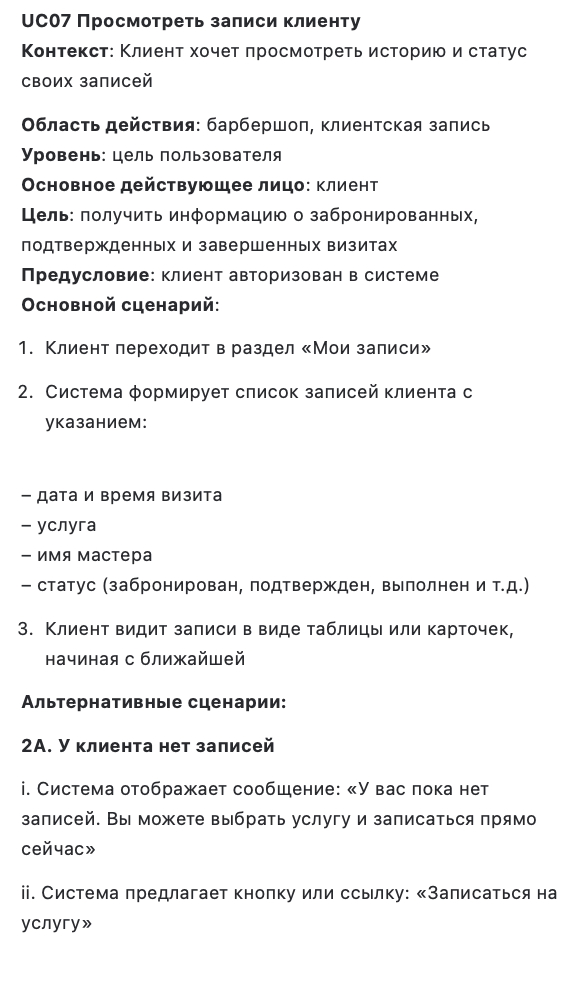 UC07 Просмотреть записи клиенту
Контекст: Клиент хочет просмотреть историю и статус
своих записей
Область действия: барбершоп, клиентская запись
Уровень: цель пользователя
Основное действующее лицо: клиент
Цель: получить информацию о забронированных,
подтвержденных и завершенных визитах
Предусловие: клиент авторизован в системе
Основной сценарий:
1. Клиент переходит в раздел «Мои записи»
2. Система формирует список записей клиента с
указанием:
– дата и время визита
– услуга
– имя мастера
– статус (забронирован, подтвержден, выполнен и т.д.)
3. Клиент видит записи в виде таблицы или карточек,
начиная с ближайшей
Альтернативные сценарии:
2А. У клиента нет записей
i. Система отображает сообщение: «У вас пока нет
записей. Вы можете выбрать услугу и записаться прямо
сейчас»
ii. Система предлагает кнопку или ссылку: «Записаться на
услугу»